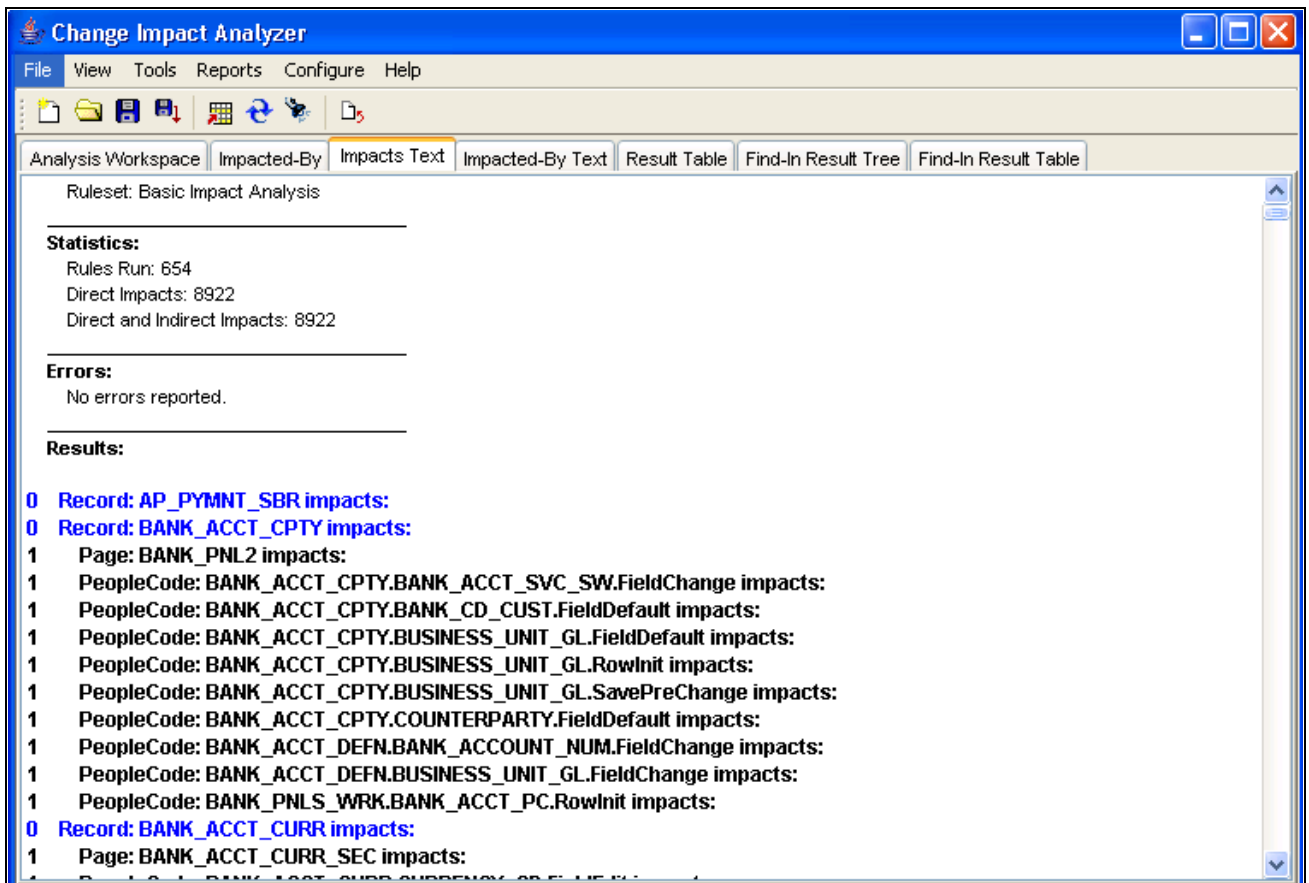 Change Impact Analyzer
File View Tools Reports Configure Help
Analysis Workspace Impacted-By Impacts Text Impacted-By Text Result Table Find-In Result Tree Find-In Result Table
Ruleset: Basic Impact Analysis
Statistics:
Rules Run: 654
Direct Impacts: 8922
Direct and Indirect Impacts: 8922
Errors:
No errors reported.
Results:
0 Record: AP_PYMNT_SBR impacts:
0 Record: BANK_ACCT_CPTY impacts:
1 Page: BANK_PNL2 impacts:
1 PeopleCode: BANK_ACCT_CPTY.BANK_ACCT_SVC_SW.FieldChange impacts:
1 PeopleCode: BANK_ACCT_CPTY.BANK_CD_CUST.FieldDefault impacts:
1 PeopleCode: BANK_ACCT_CPTY.BUSINESS_UNIT_GL.FieldDefault impacts:
1 PeopleCode: BANK_ACCT_CPTY.BUSINESS_UNIT_GL.RowInit impacts:
1 PeopleCode: BANK_ACCT_CPTY.BUSINESS_UNIT_GL.SavePreChange impacts:
1 PeopleCode: BANK_ACCT_CPTY.COUNTERPARTY.FieldDefault impacts:
1 PeopleCode: BANK_ACCT_DEFN.BANK_ACCOUNT_NUM.FieldChange impacts:
1 PeopleCode: BANK_ACCT_DEFN.BUSINESS_UNIT_GL.FieldChange impacts:
1 PeopleCode: BANK_PNLS_WRK.BANK_ACCT_PC.RowInit impacts:
0 Record: BANK_ACCT_CURR impacts:
1 Page: BANK_ACCT_CURR_SEC impacts: